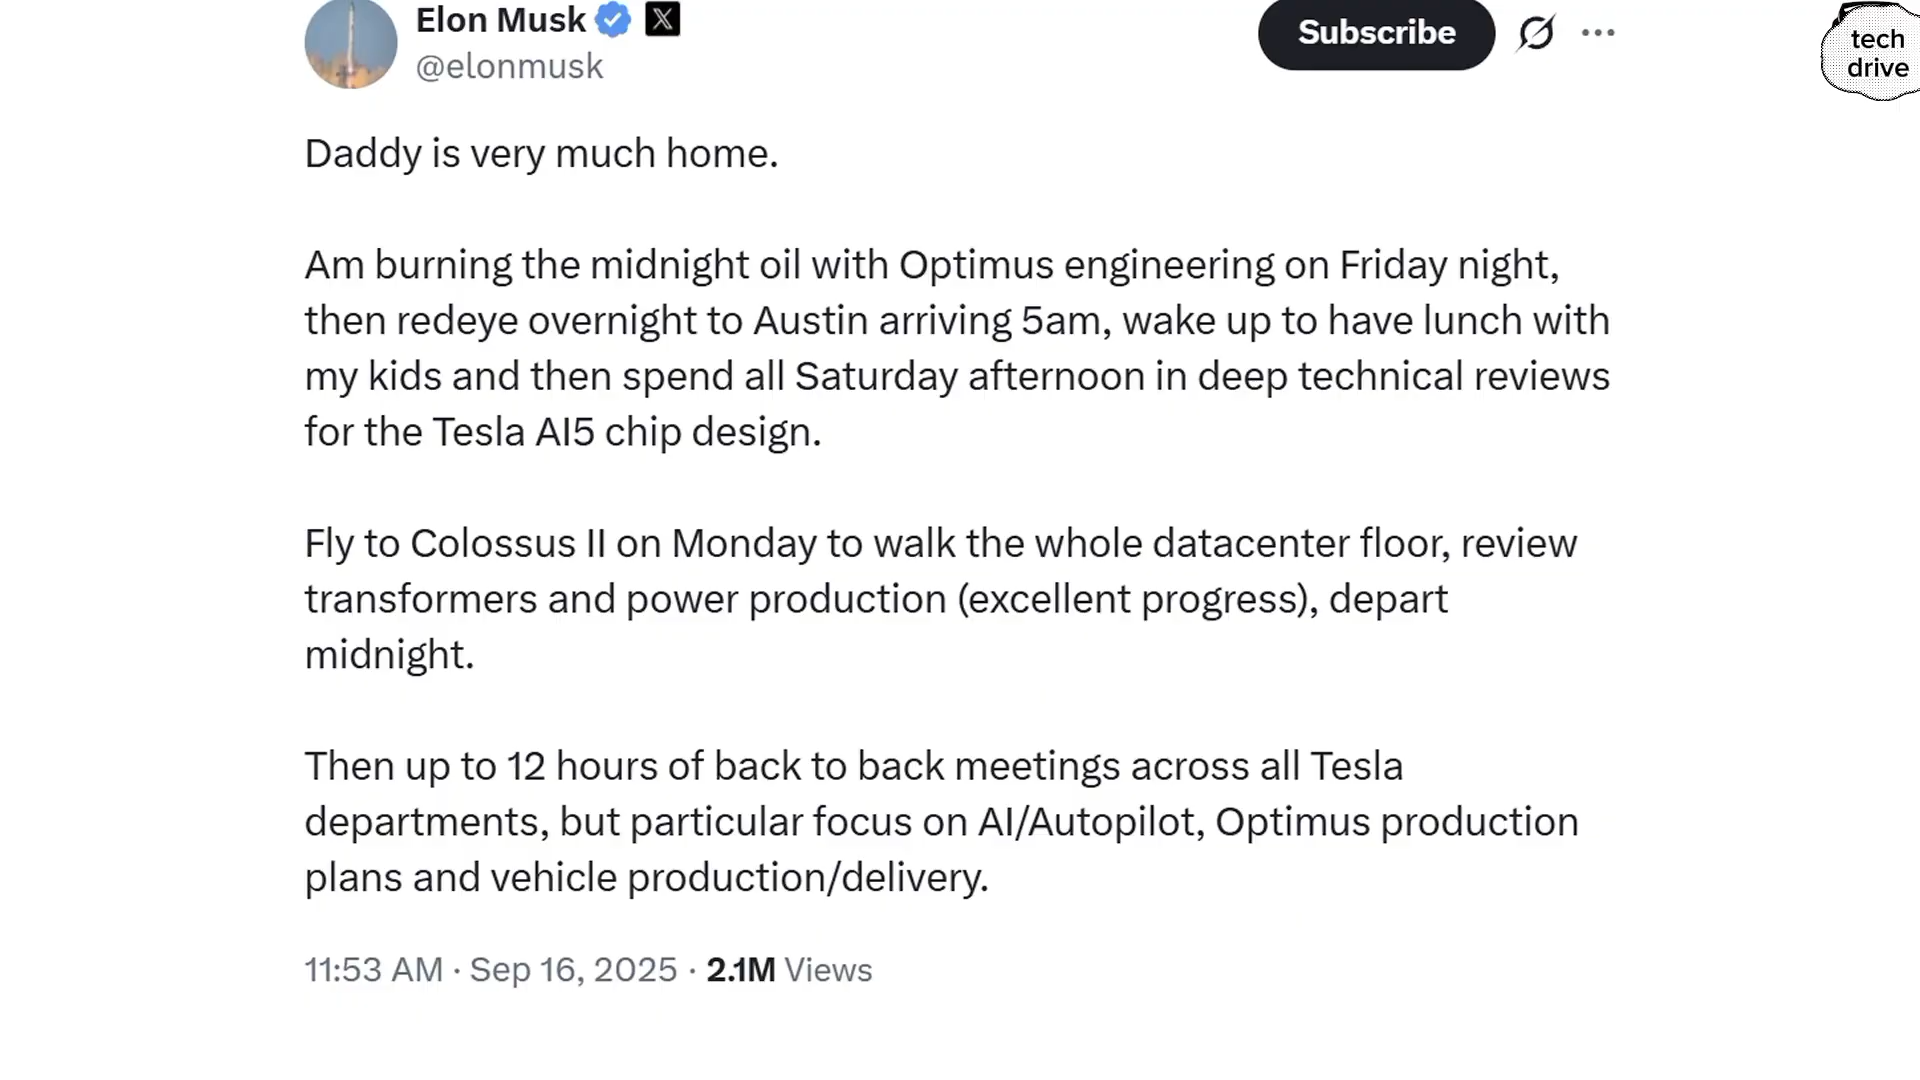 Elon Musk
@elonmusk
Subscribe
tech
drive
Daddy is very much home.
Am burning the midnight oil with Optimus engineering on Friday night,
then redeye overnight to Austin arriving 5am, wake up to have lunch with
my kids and then spend all Saturday afternoon in deep technical reviews
for the Tesla AI5 chip design.
Fly to Colossus II on Monday to walk the whole datacenter floor, review
transformers and power production (excellent progress), depart
midnight.
Then up to 12 hours of back to back meetings across all Tesla
departments, but particular focus on AI/Autopilot, Optimus production
plans and vehicle production/delivery.
11:53 AM · Sep 16, 2025 · 2.1M Views